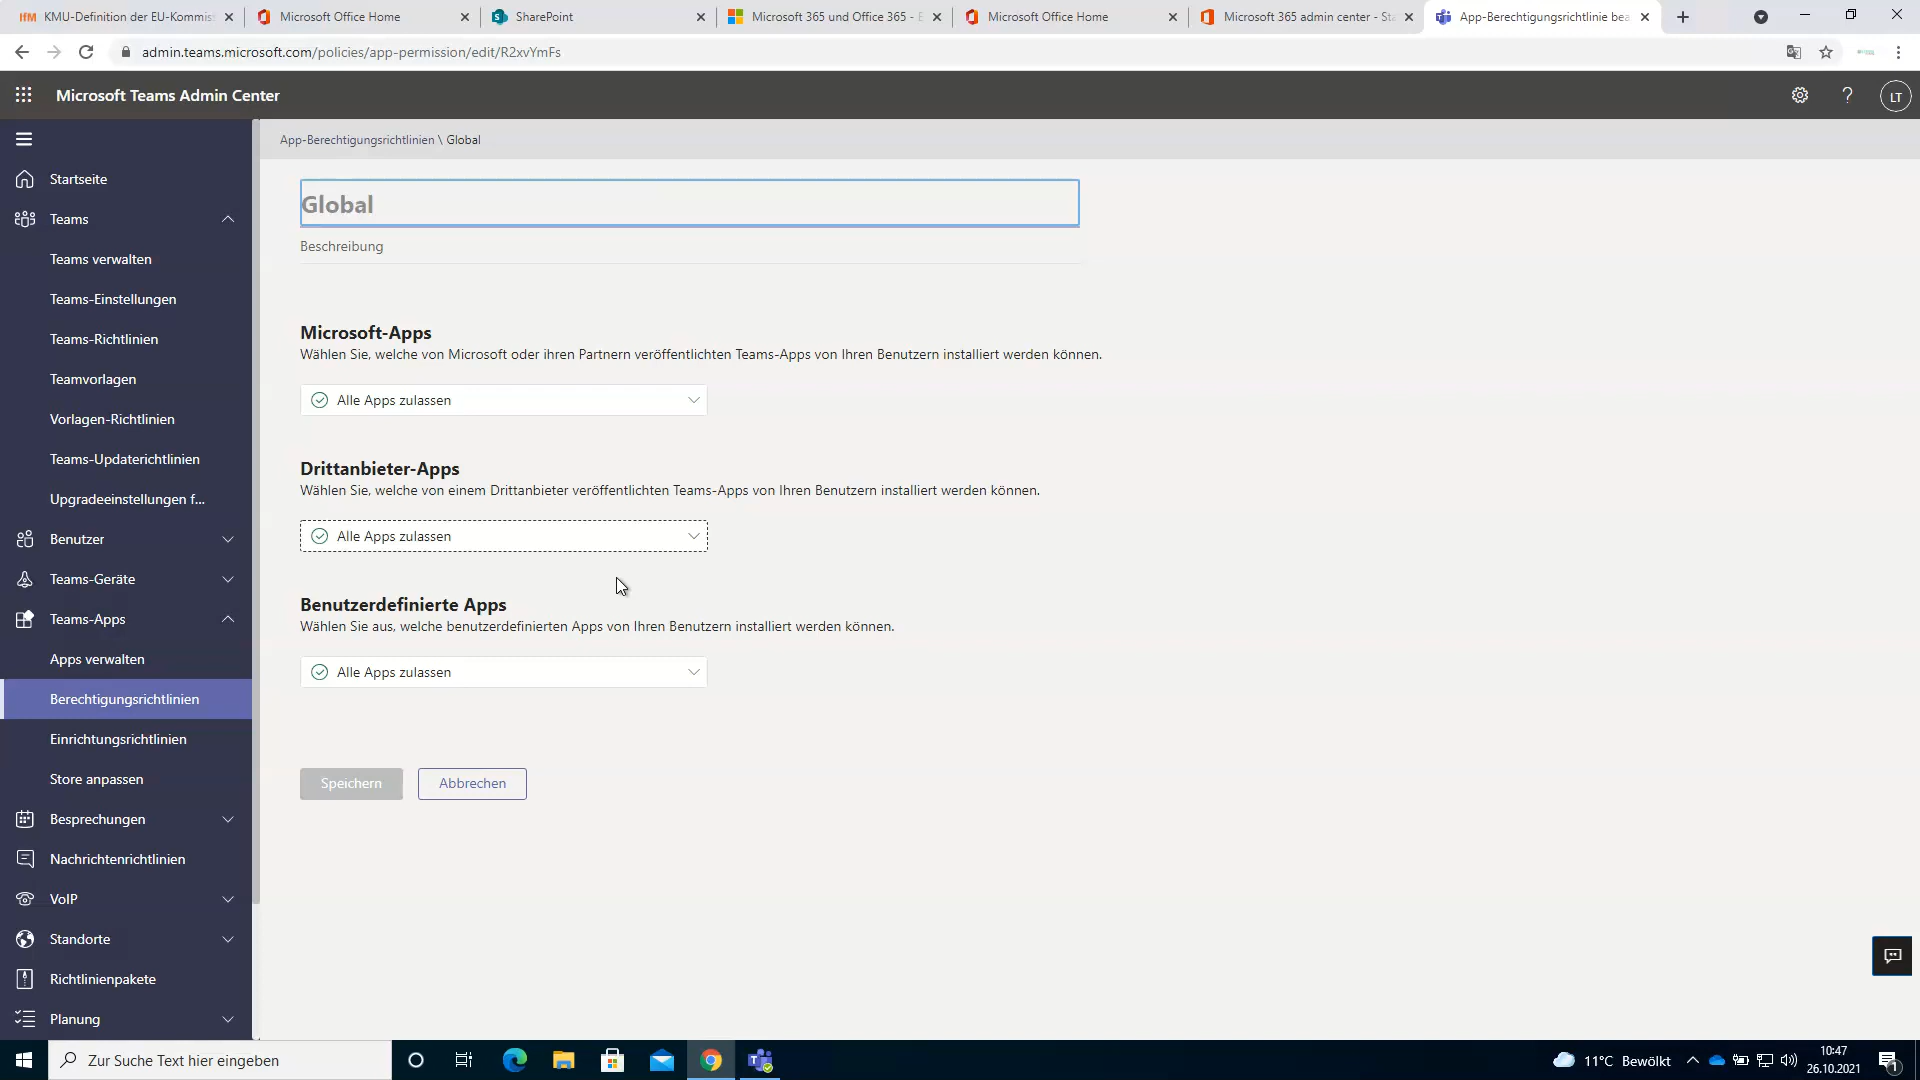 KMU-Definition der EU-Kommiss
Microsoft Office Home
SharePoint
Microsoft 365 und Office 365 - E
Microsoft Office Home
Microsoft 365 admin center - Sta
App-Berechtigungsrichtlinie bea
admin.teams.microsoft.com/policies/app-permission/edit/R2xvYmFs
Microsoft Teams Admin Center
?
LT
App-Berechtigungsrichtlinien \ Global
Startseite
Teams
Teams verwalten
Teams-Einstellungen
Teams-Richtlinien
Teamvorlagen
Vorlagen-Richtlinien
Teams-Updaterichtlinien
Upgradeeinstellungen f...
Benutzer
Teams-Geräte
Teams-Apps
Apps verwalten
Berechtigungsrichtlinien
Einrichtungsrichtlinien
Store anpassen
Besprechungen
Nachrichtenrichtlinien
VoIP
Standorte
Richtlinienpakete
Planung
Global
Beschreibung
Microsoft-Apps
Wählen Sie, welche von Microsoft oder ihren Partnern veröffentlichten Teams-Apps von Ihren Benutzern installiert werden können.
Alle Apps zulassen
Drittanbieter-Apps
Wählen Sie, welche von einem Drittanbieter veröffentlichten Teams-Apps von Ihren Benutzern installiert werden können.
Alle Apps zulassen
Benutzerdefinierte Apps
Wählen Sie aus, welche benutzerdefinierten Apps von Ihren Benutzern installiert werden können.
Alle Apps zulassen
Speichern
Abbrechen
Zur Suche Text hier eingeben
11°C Bewölkt
10:47
26.10.2021
1